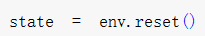 state = env.reset()